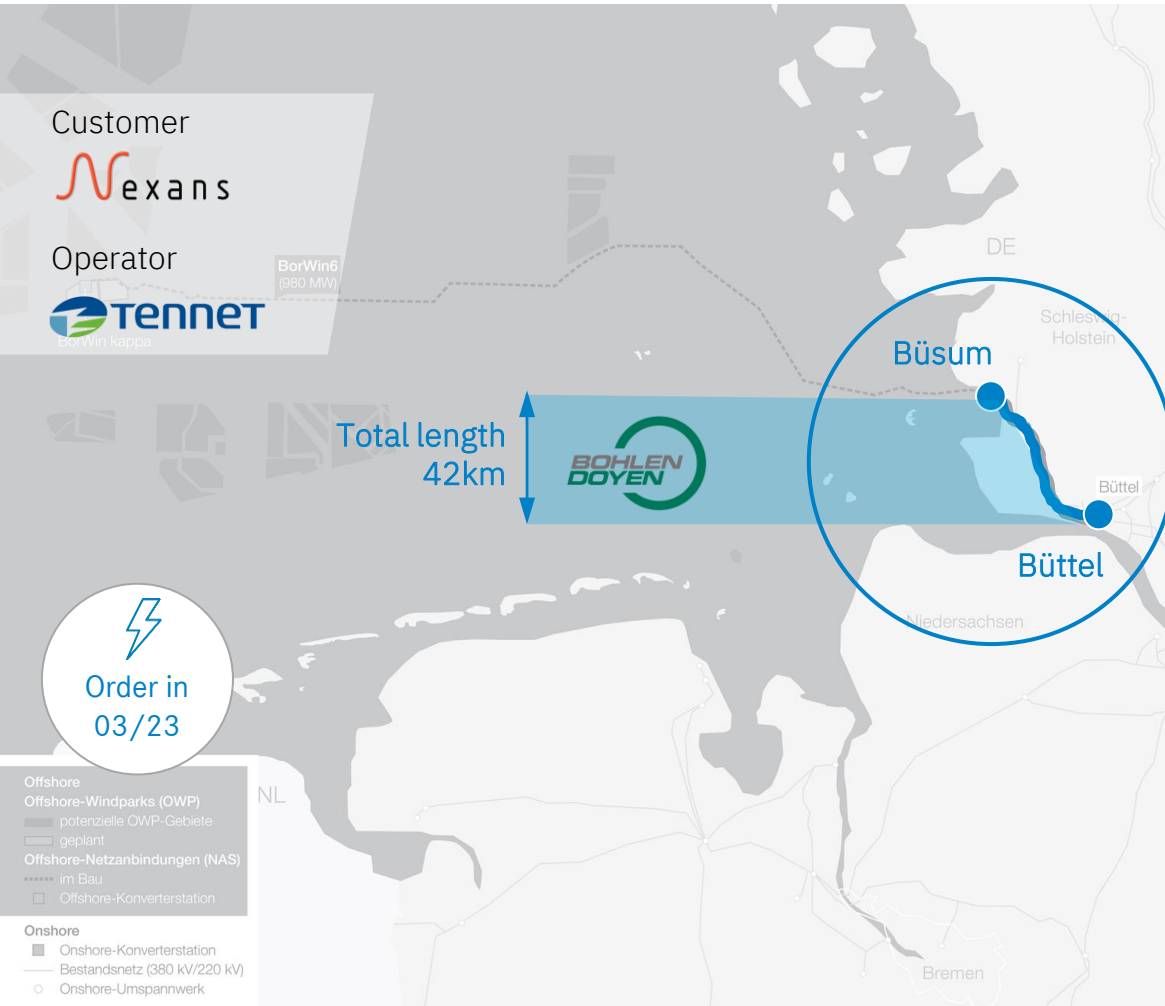 Customer
Nexans
Operator
TENNET
BorWin kappa
BorWin6
(980 MW)
DE
Schleswig-
Holstein
Büsum
Total length
42km
BOHLEN
DOYEN
Büttel
Büttel
Niedersachsen
Order in
03/23
NL
Bremen
Offshore
Offshore-Windparks (OWP)
potenzielle OWP-Gebiete
geplant
Offshore-Netzanbindungen (NAS)
im Bau
Offshore-Konverterstation
Onshore
Onshore-Konverterstation
Bestandsnetz (380 kV/220 kV)
Onshore-Umspannwerk